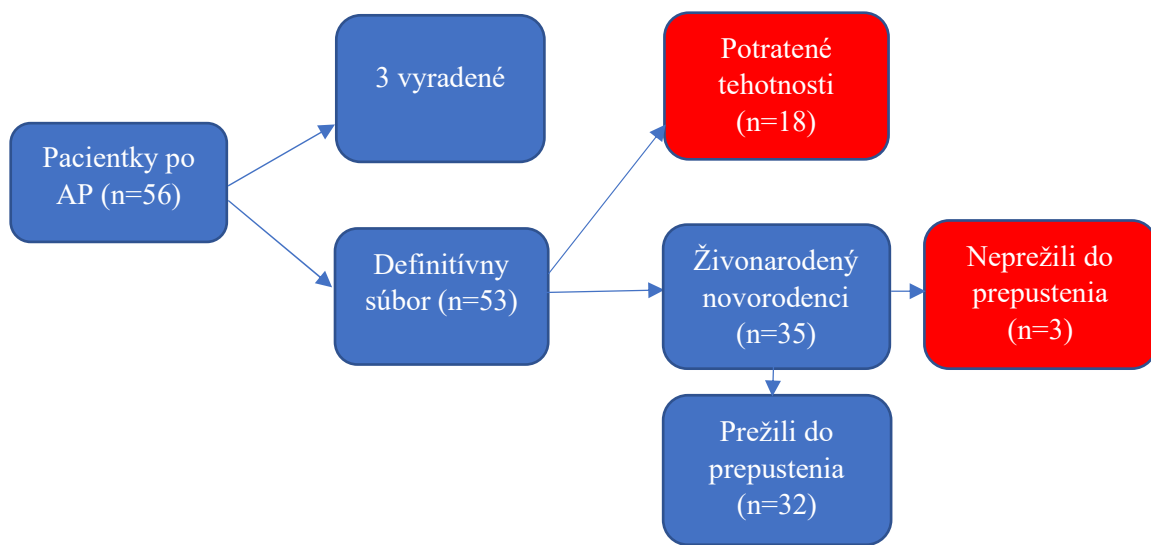 Pacientky po
AP (n=56)
3 vyradené
Definitívny
súbor (n=53)
Potratené
tehotnosti
(n=18)
Živonarodený
novorodenci
(n=35)
Neprežili do
prepustenia
(n=3)
Prežili do
prepustenia
(n=32)